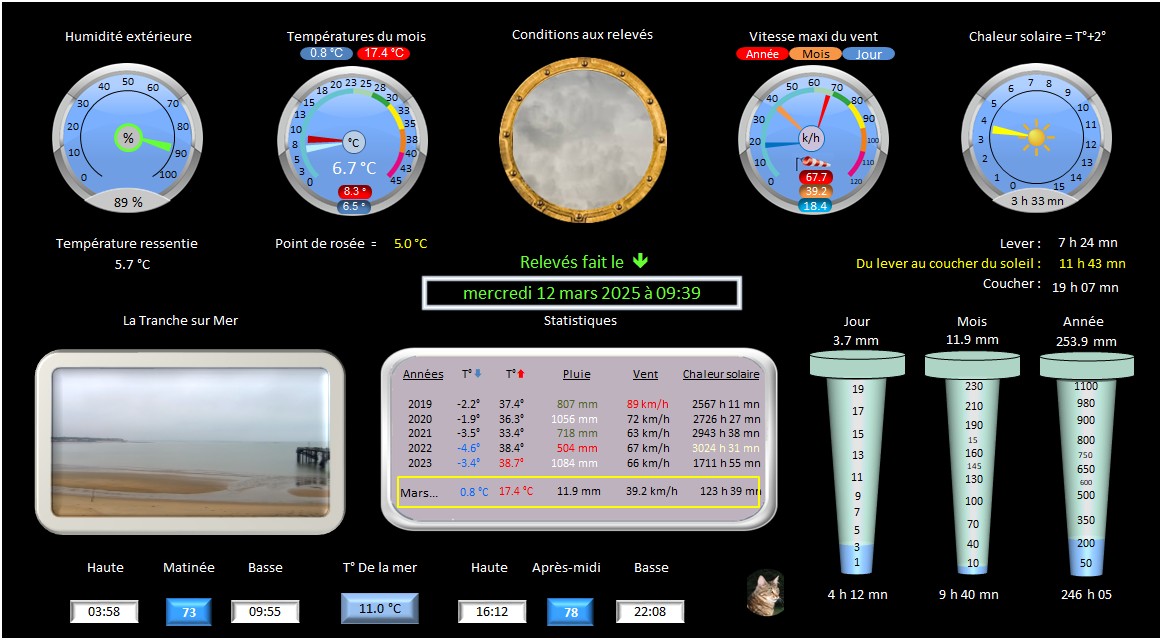 Humidité extérieure
Températures du mois
Conditions aux relevés
Vitesse maxi du vent
Chaleur solaire = T°+2°
0.8 °C 17.4 °C
Année Mois Jour
0 10 20 30 40 50 60 70 80 90 100
%
89 %
0 3 5 8 10 13 15 18 20 23 25 28 30 33 35 38 40 43 45
°C
6.7 °C
8.3 °
6.5 °
0 10 20 30 40 50 60 70 80 90 100 110 120
k/h
67.7
39.2
18.4
0 1 2 3 4 5 6 7 8 9 10 11 12 13 14 15
3 h 33 mn
Température ressentie
5.7 °C
Point de rosée = 5.0 °C
Lever : 7 h 24 mn
Du lever au coucher du soleil : 11 h 43 mn
Coucher : 19 h 07 mn
Relevés fait le
mercredi 12 mars 2025 à 09:39
La Tranche sur Mer
Statistiques
Années T° T° Pluie Vent Chaleur solaire
2019 -2.2° 37.4° 807 mm 89 km/h 2567 h 11 mn
2020 -1.9° 36.3° 1056 mm 72 km/h 2726 h 27 mn
2021 -3.5° 33.4° 718 mm 63 km/h 2943 h 38 mn
2022 -4.6° 38.4° 504 mm 67 km/h 3024 h 31 mn
2023 -3.4° 38.7° 1084 mm 66 km/h 1711 h 55 mn
Mars... 0.8 °C 17.4 °C 11.9 mm 39.2 km/h 123 h 39 mn
Jour
3.7 mm
19
17
15
13
11
9
7
5
3
1
4 h 12 mn
Mois
11.9 mm
230
210
190
15
160
145
130
100
70
40
10
9 h 40 mn
Année
253.9 mm
1100
980
900
800
750
650
600
500
350
200
50
246 h 05
Haute Matinée Basse
03:58 73 09:55
T° De la mer
11.0 °C
Haute Après-midi Basse
16:12 78 22:08